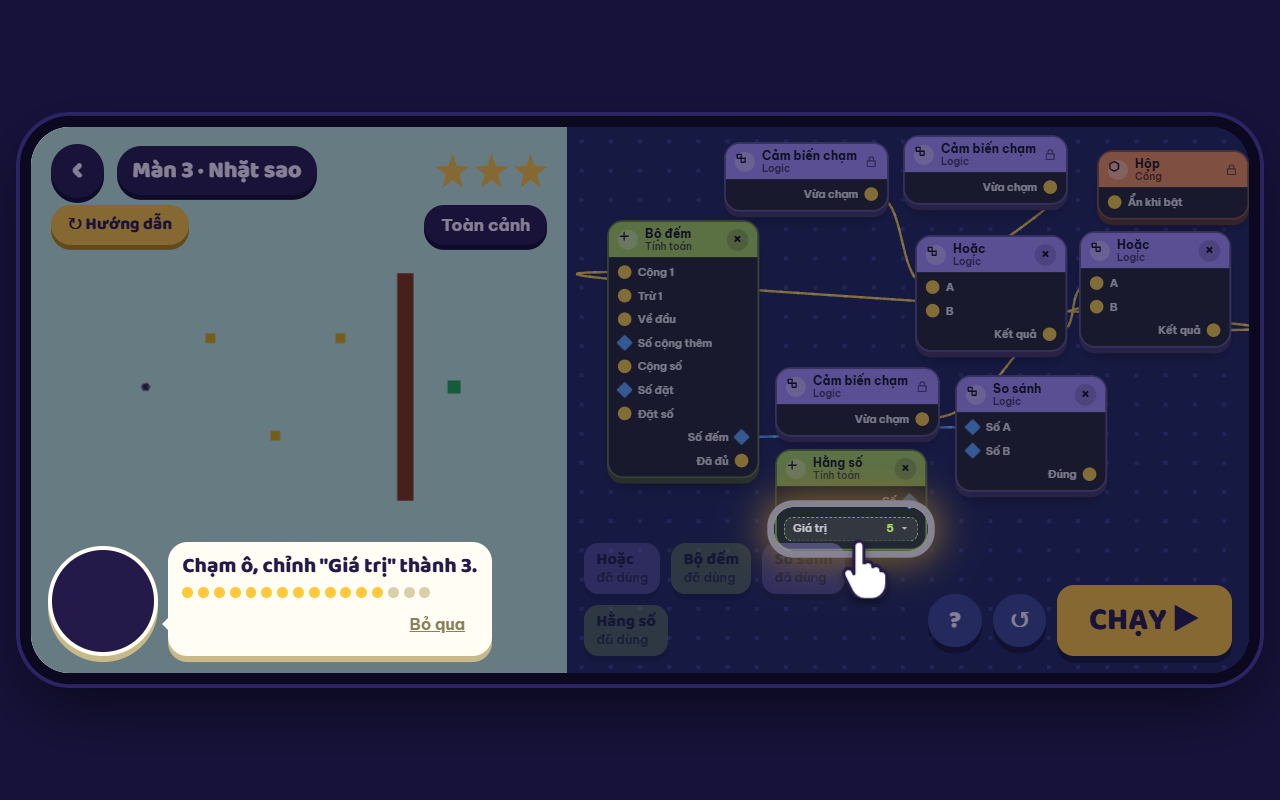 Màn 3 · Nhặt sao
↻ Hướng dẫn
Toàn cảnh
Chạm ô, chỉnh "Giá trị" thành 3.
Bỏ qua
Cảm biến chạm
Logic
Vừa chạm
Cảm biến chạm
Logic
Vừa chạm
Hộp
Cổng
Ẩn khi bật
Bộ đếm
Tính toán
Cộng 1
Trừ 1
Về đầu
Số cộng thêm
Cộng số
Số đặt
Đặt số
Số đếm
Đã đủ
Hoặc
Logic
A
B
Kết quả
Hoặc
Logic
A
B
Kết quả
Cảm biến chạm
Logic
Vừa chạm
So sánh
Logic
Số A
Số B
Đúng
Hằng số
Tính toán
Số
Giá trị 5
Hoặc
đã dùng
Bộ đếm
đã dùng
So sánh
đã dùng
Hằng số
đã dùng
?
CHẠY